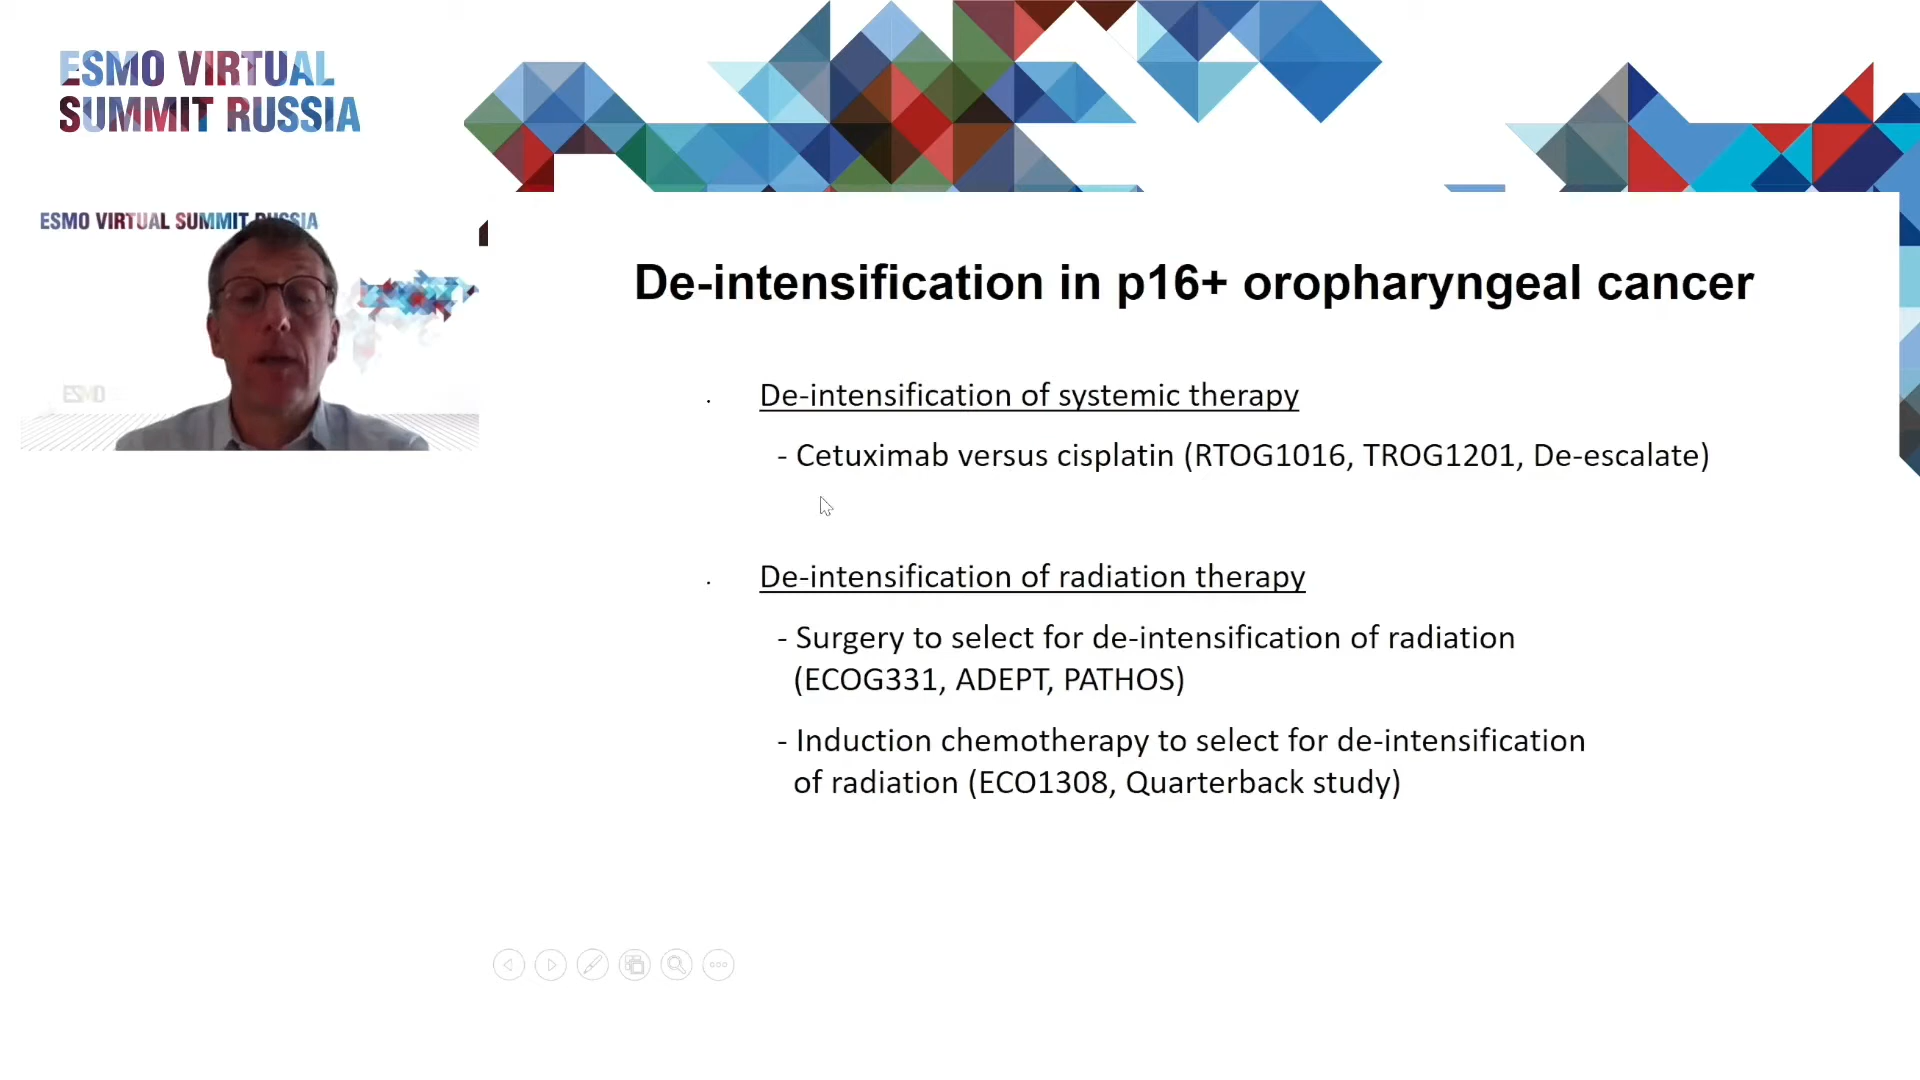 ESMO VIRTUAL
SUMMIT RUSSIA
ESMO VIRTUAL SUMMIT RUSSIA
ESMO
De-intensification in p16+ oropharyngeal cancer
. De-intensification of systemic therapy
- Cetuximab versus cisplatin (RTOG1016, TROG1201, De-escalate)
. De-intensification of radiation therapy
- Surgery to select for de-intensification of radiation
(ECOG331, ADEPT, PATHOS)
- Induction chemotherapy to select for de-intensification
of radiation (ECO1308, Quarterback study)